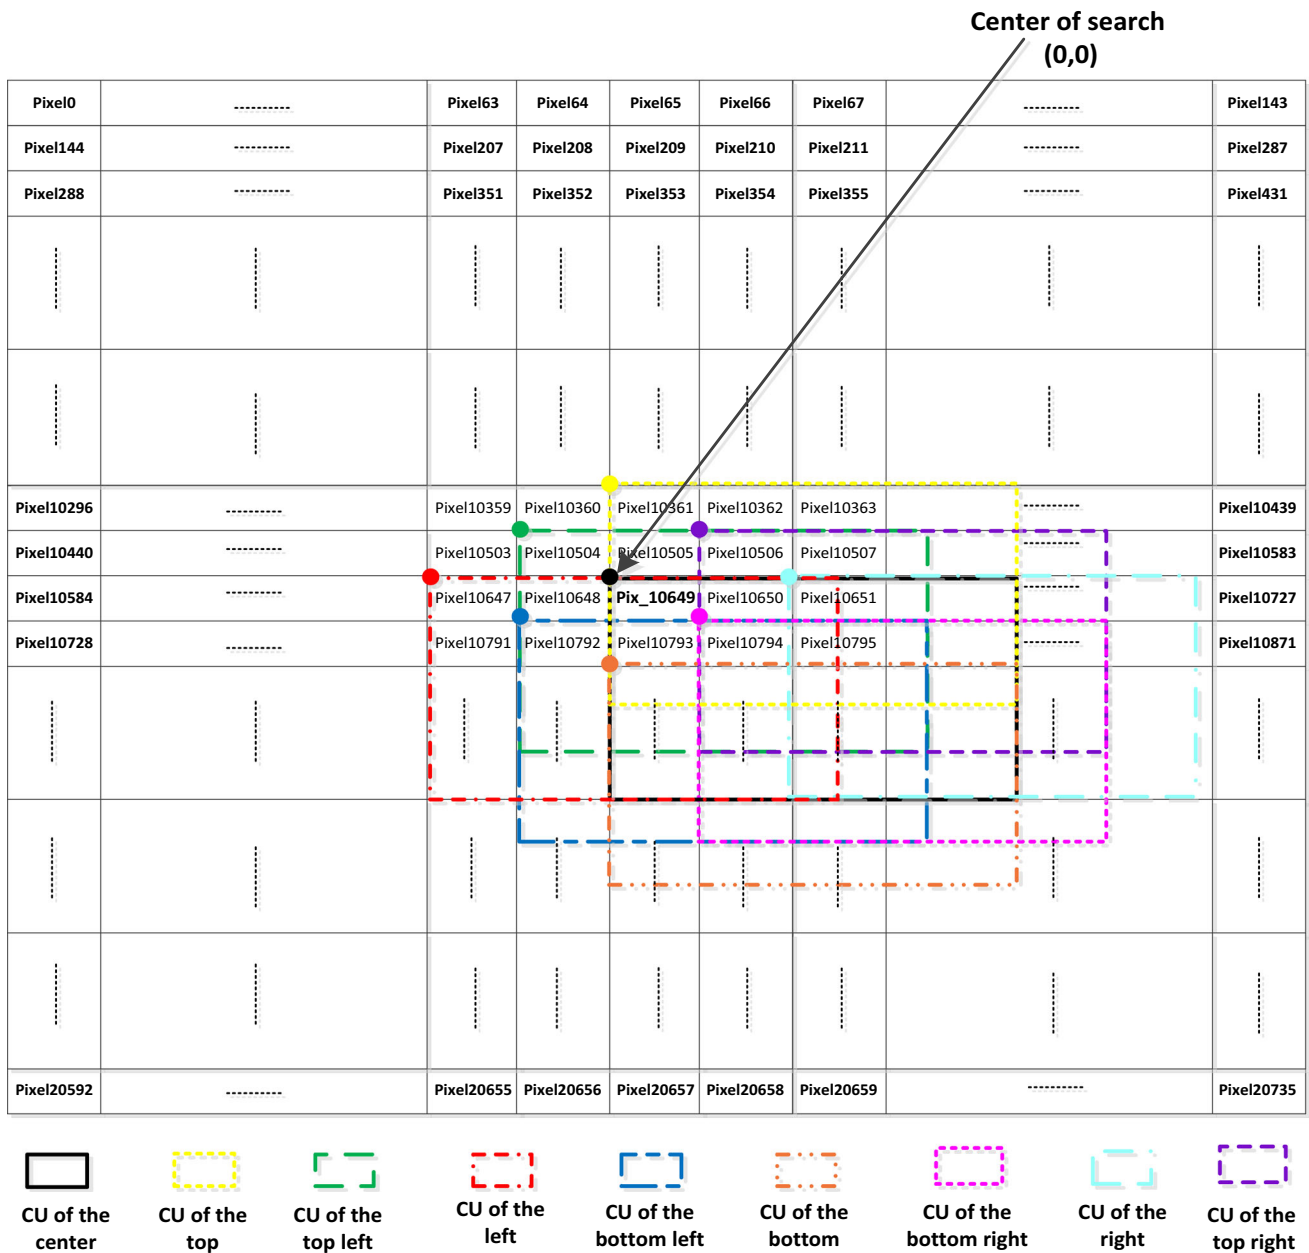 Center of search
(0,0)
Pixel0 Pixel63 Pixel64 Pixel65 Pixel66 Pixel67 Pixel143
Pixel144 Pixel207 Pixel208 Pixel209 Pixel210 Pixel211 Pixel287
Pixel288 Pixel351 Pixel352 Pixel353 Pixel354 Pixel355 Pixel431
Pixel10296 Pixel10359 Pixel10360 Pixel10361 Pixel10362 Pixel10363 Pixel10439
Pixel10440 Pixel10503 Pixel10504 Pixel10505 Pixel10506 Pixel10507 Pixel10583
Pixel10584 Pixel10647 Pixel10648 Pix_10649 Pixel10650 Pixel10651 Pixel10727
Pixel10728 Pixel10791 Pixel10792 Pixel10793 Pixel10794 Pixel10795 Pixel10871
Pixel20592 Pixel20655 Pixel20656 Pixel20657 Pixel20658 Pixel20659 Pixel20735
CU of the
center
CU of the
top
CU of the
top left
CU of the
left
CU of the
bottom left
CU of the
bottom
CU of the
bottom right
CU of the
right
CU of the
top right